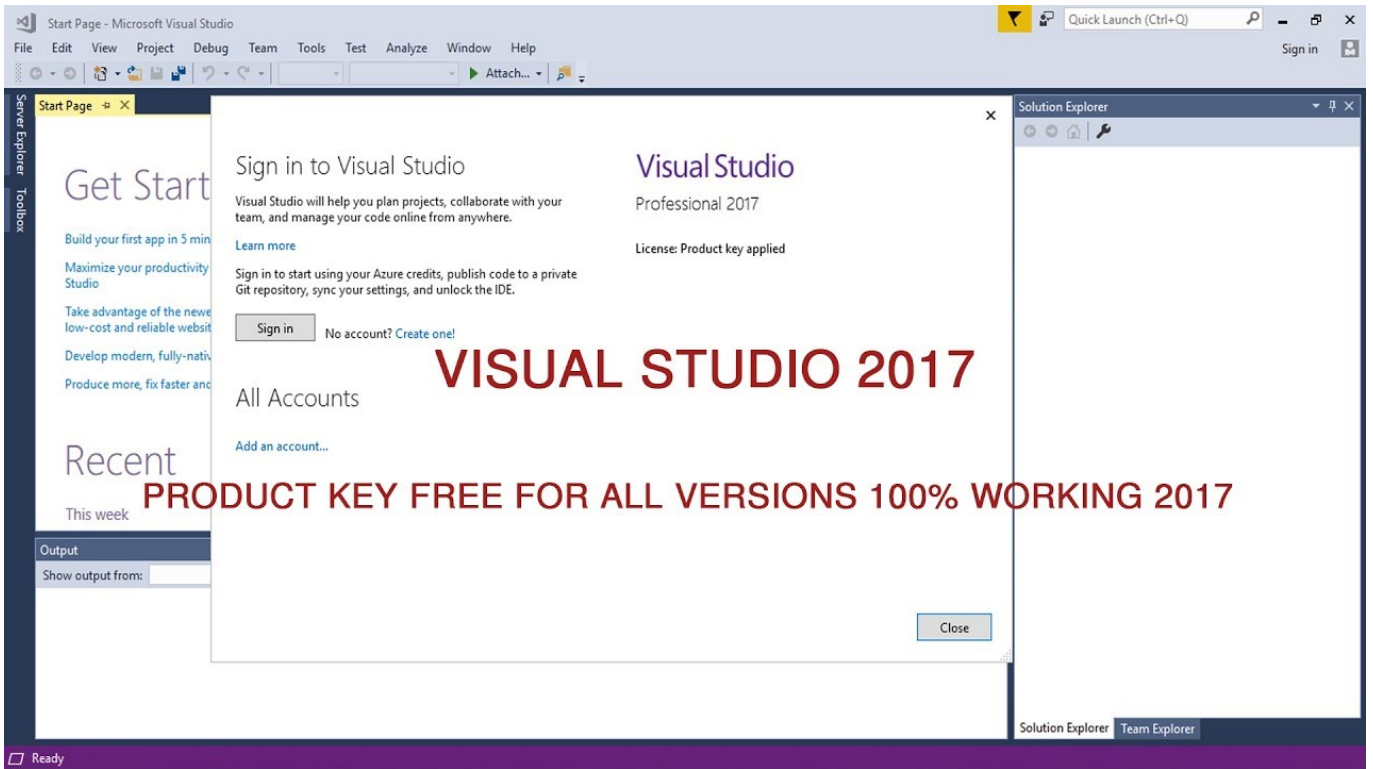 Start Page - Microsoft Visual Studio
Quick Launch (Ctrl+Q)
File Edit View Project Debug Team Tools Test Analyze Window Help
Sign in
Attach...
Server Explorer
Toolbox
Start Page
Get Start
Build your first app in 5 min
Maximize your productivity
Studio
Take advantage of the newe
low-cost and reliable websit
Develop modern, fully-nativ
Produce more, fix faster and
Recent
This week
Sign in to Visual Studio
Visual Studio will help you plan projects, collaborate with your
team, and manage your code online from anywhere.
Learn more
Sign in to start using your Azure credits, publish code to a private
Git repository, sync your settings, and unlock the IDE.
Sign in
No account? Create one!
All Accounts
Add an account...
Visual Studio
Professional 2017
License: Product key applied
VISUAL STUDIO 2017
PRODUCT KEY FREE FOR ALL VERSIONS 100% WORKING 2017
Close
Output
Show output from:
Solution Explorer
Solution Explorer Team Explorer
Ready